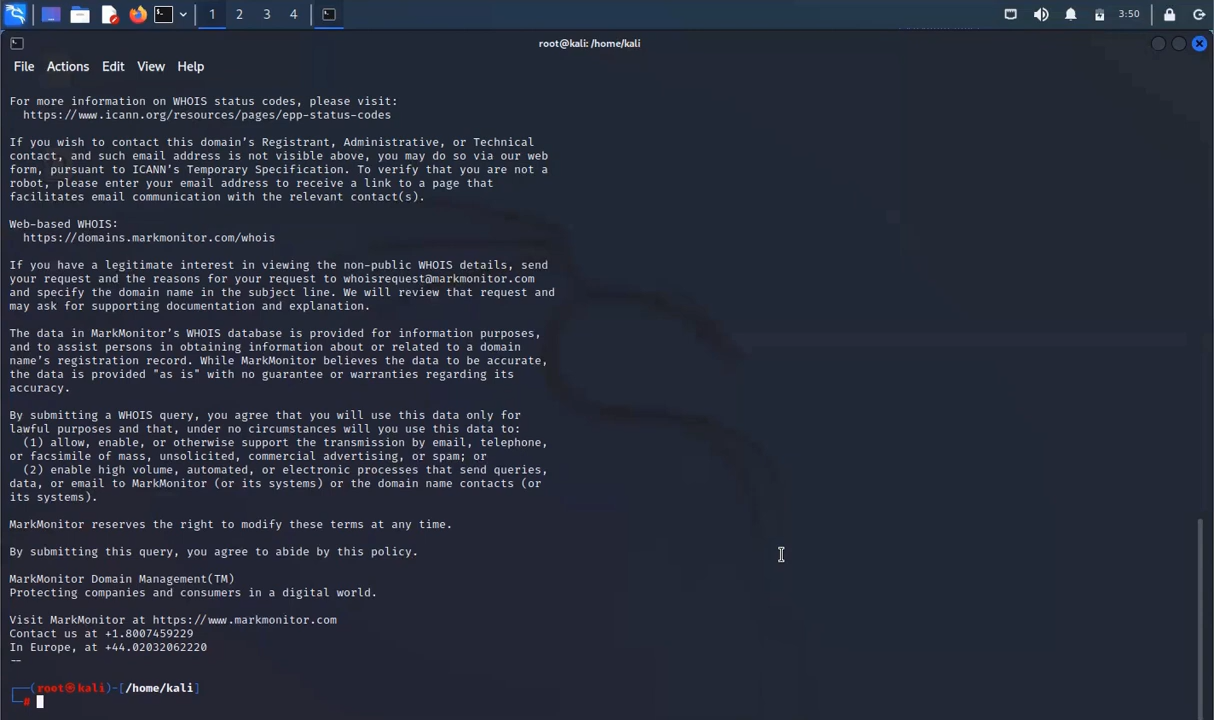 1 2 3 4
3:50
root@kali: /home/kali
File Actions Edit View Help
For more information on WHOIS status codes, please visit:
https://www.icann.org/resources/pages/epp-status-codes
If you wish to contact this domain's Registrant, Administrative, or Technical
contact, and such email address is not visible above, you may do so via our web
form, pursuant to ICANN's Temporary Specification. To verify that you are not a
robot, please enter your email address to receive a link to a page that
facilitates email communication with the relevant contact(s).
Web-based WHOIS:
https://domains.markmonitor.com/whois
If you have a legitimate interest in viewing the non-public WHOIS details, send
your request and the reasons for your request to whoisrequest@markmonitor.com
and specify the domain name in the subject line. We will review that request and
may ask for supporting documentation and explanation.
The data in MarkMonitor's WHOIS database is provided for information purposes,
and to assist persons in obtaining information about or related to a domain
name's registration record. While MarkMonitor believes the data to be accurate,
the data is provided "as is" with no guarantee or warranties regarding its
accuracy.
By submitting a WHOIS query, you agree that you will use this data only for
lawful purposes and that, under no circumstances will you use this data to:
(1) allow, enable, or otherwise support the transmission by email, telephone,
or facsimile of mass, unsolicited, commercial advertising, or spam; or
(2) enable high volume, automated, or electronic processes that send queries,
data, or email to MarkMonitor (or its systems) or the domain name contacts (or
its systems).
MarkMonitor reserves the right to modify these terms at any time.
By submitting this query, you agree to abide by this policy.
MarkMonitor Domain Management(TM)
Protecting companies and consumers in a digital world.
Visit MarkMonitor at https://www.markmonitor.com
Contact us at +1.8007459229
In Europe, at +44.02032062220
--
┌──(root㉿kali)-[/home/kali]
└─#